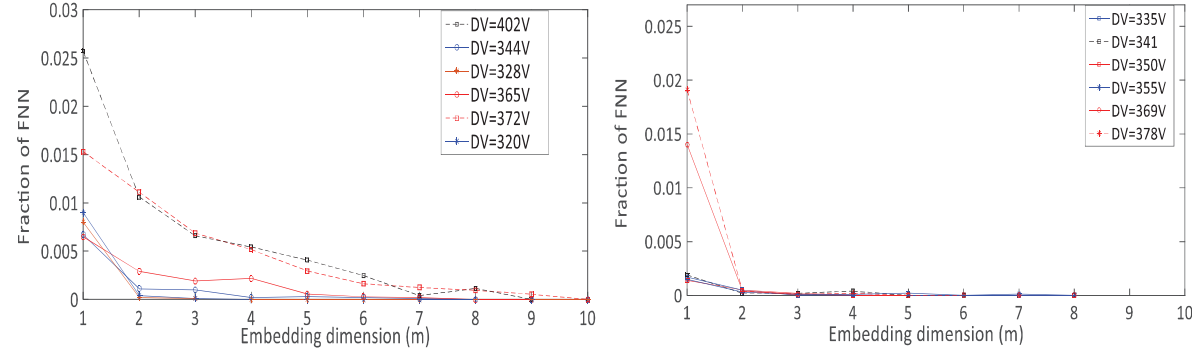 0.03
0.025
0.02
0.015
0.01
0.005
0
Fraction of FNN
1 2 3 4 5 6 7 8 9 10
Embedding dimension (m)
DV=402V
DV=344V
DV=328V
DV=365V
DV=372V
DV=320V
0.025
0.02
0.015
0.01
0.005
0
Fraction of FNN
1 2 3 4 5 6 7 8 9 10
Embedding dimension (m)
DV=335V
DV=341
DV=350V
DV=355V
DV=369V
DV=378V